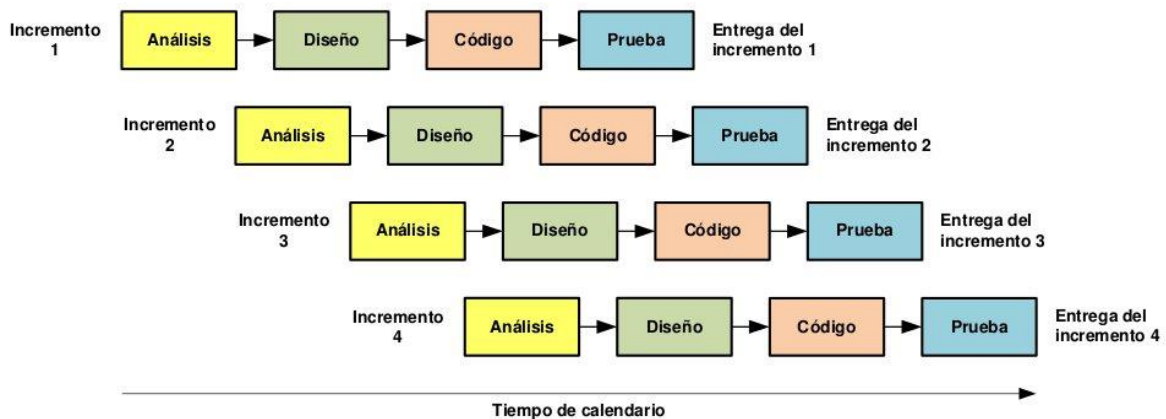 Incremento
1
Análisis
Diseño
Código
Prueba
Entrega del
incremento 1
Incremento
2
Análisis
Diseño
Código
Prueba
Entrega del
incremento 2
Incremento
3
Análisis
Diseño
Código
Prueba
Entrega del
incremento 3
Incremento
4
Análisis
Diseño
Código
Prueba
Entrega del
incremento 4
Tiempo de calendario